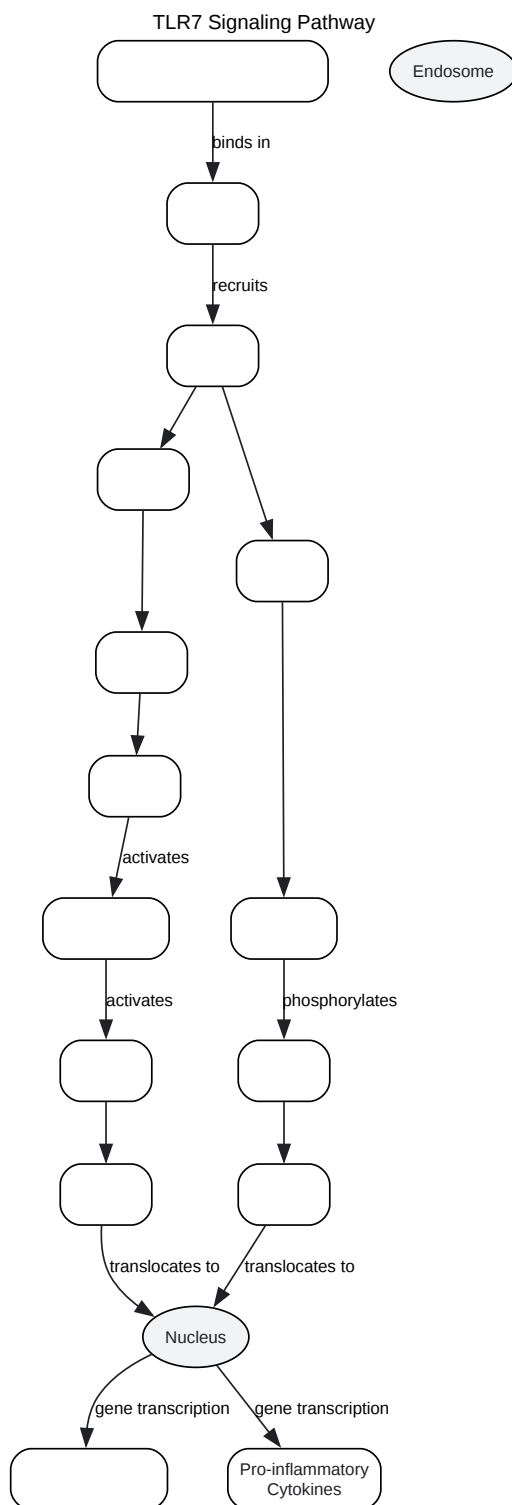 TLR7 Signaling Pathway
Endosome
binds in
recruits
activates
activates
phosphorylates
translocates to
translocates to
Nucleus
gene transcription
gene transcription
Pro-inflammatory
Cytokines